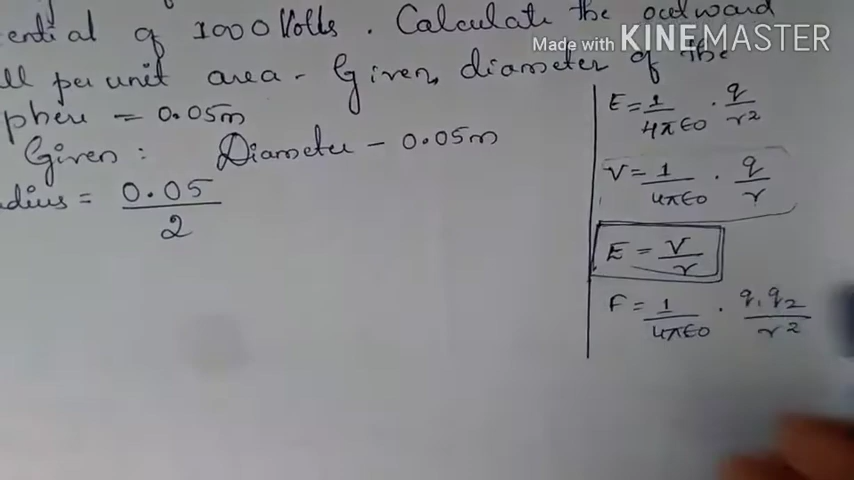 ential of 1000 Volts. Calculate the outward
ll per unit area. Given, diameter of the
phere = 0.05m
Given : Diameter - 0.05m
dius = 0.05/2
E = 1/4πϵ0 · q/r²
V = 1/4πϵ0 · q/r
E = V/r
F = 1/4πϵ0 · q1q2/r²
Made with KINEMASTER